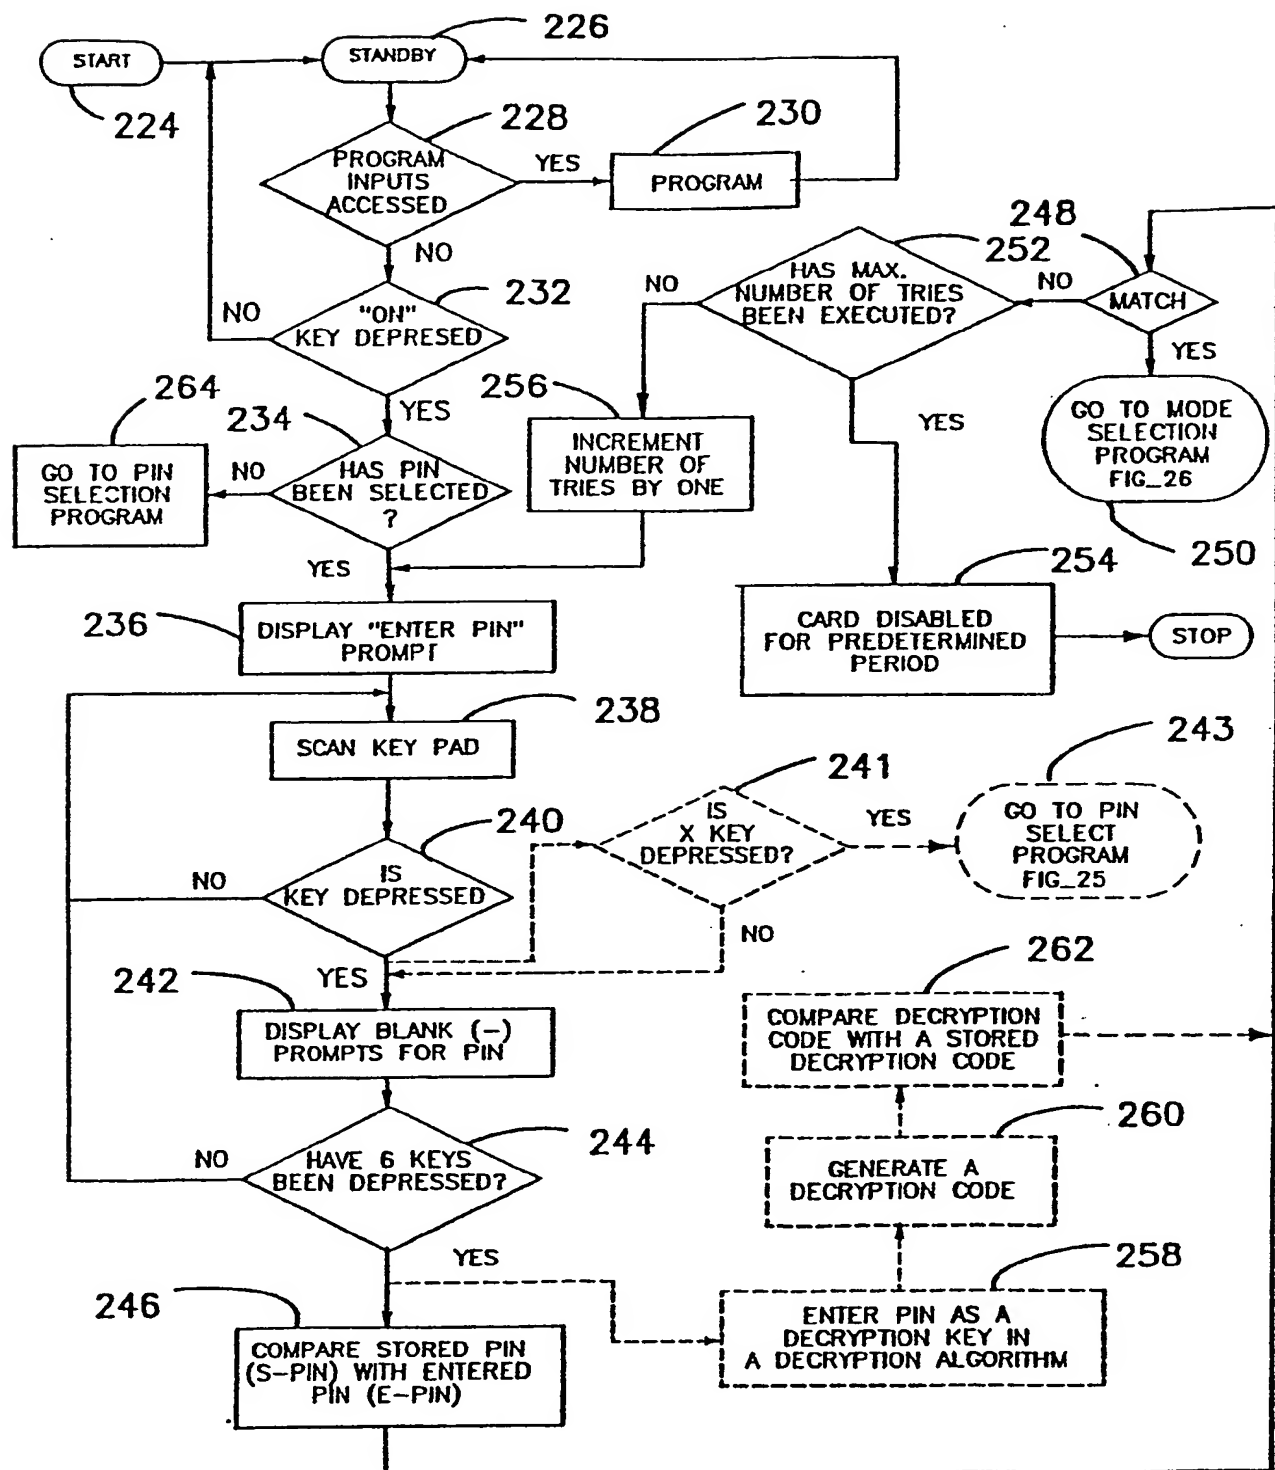 226
START
STANDBY
224
228
230
PROGRAM
INPUTS
ACCESSED
YES
PROGRAM
NO
248
252
232
HAS MAX.
NUMBER OF TRIES
BEEN EXECUTED?
NO
NO
MATCH
NO
"ON"
KEY DEPRESED
YES
264
256
YES
YES
234
GO TO PIN
SELECTION
PROGRAM
NO
HAS PIN
BEEN SELECTED
?
INCREMENT
NUMBER OF
TRIES BY ONE
GO TO MODE
SELECTION
PROGRAM
FIG_26
250
YES
254
236
DISPLAY "ENTER PIN"
PROMPT
CARD DISABLED
FOR PREDETERMINED
PERIOD
STOP
238
SCAN KEY PAD
243
241
240
IS
X KEY
DEPRESSED?
YES
GO TO PIN
SELECT
PROGRAM
FIG_25
NO
IS
KEY DEPRESSED
NO
YES
262
242
DISPLAY BLANK (-)
PROMPTS FOR PIN
COMPARE DECRYPTION
CODE WITH A STORED
DECRYPTION CODE
260
244
NO
HAVE 6 KEYS
BEEN DEPRESSED?
GENERATE A
DECRYPTION CODE
YES
258
246
ENTER PIN AS A
DECRYPTION KEY IN
A DECRYPTION ALGORITHM
COMPARE STORED PIN
(S-PIN) WITH ENTERED
PIN (E-PIN)